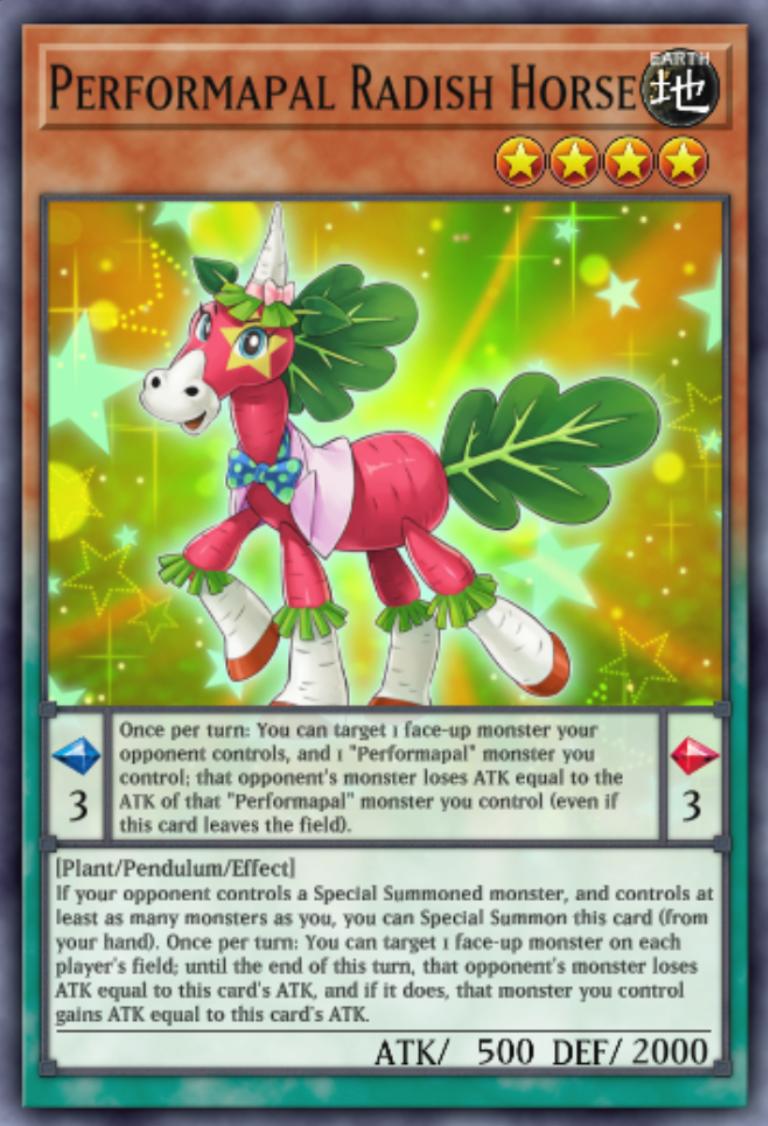 PERFORMAPAL RADISH HORSE
EARTH
地
Once per turn: You can target 1 face-up monster your
opponent controls, and 1 "Performapal" monster you
control; that opponent's monster loses ATK equal to the
ATK of that "Performapal" monster you control (even if
this card leaves the field).
3
3
[Plant/Pendulum/Effect]
If your opponent controls a Special Summoned monster, and controls at
least as many monsters as you, you can Special Summon this card (from
your hand). Once per turn: You can target 1 face-up monster on each
player's field; until the end of this turn, that opponent's monster loses
ATK equal to this card's ATK, and if it does, that monster you control
gains ATK equal to this card's ATK.
ATK/ 500 DEF/ 2000